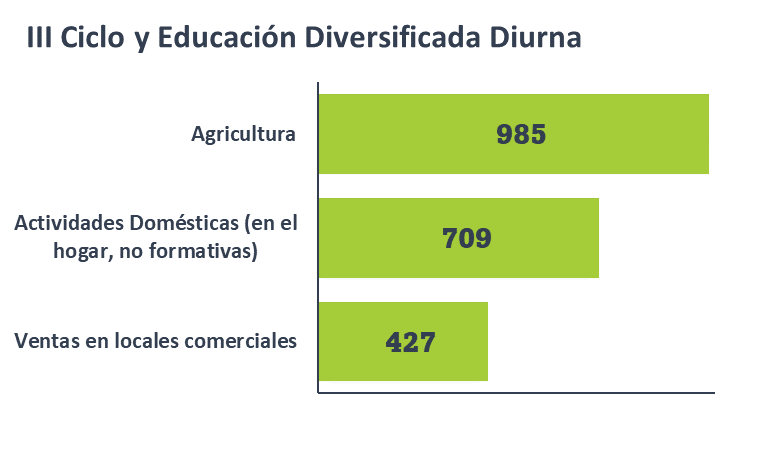 III Ciclo y Educación Diversificada Diurna
Agricultura
985
Actividades Domésticas (en el
hogar, no formativas)
709
Ventas en locales comerciales
427